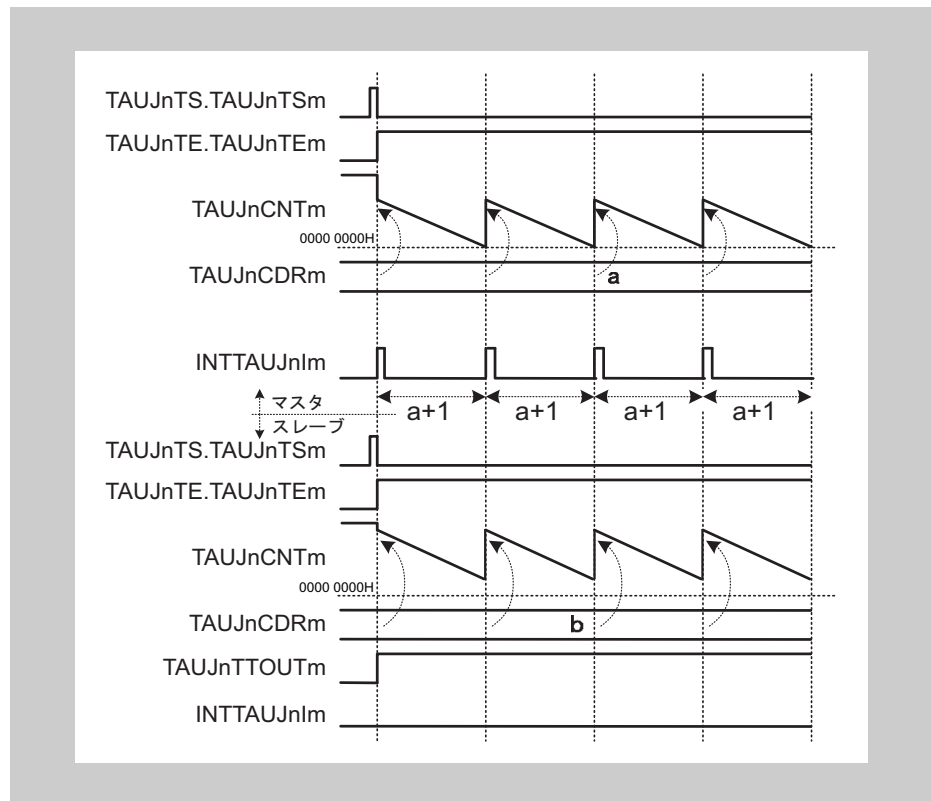 TAUJnTS.TAUJnTSm
TAUJnTE.TAUJnTEm
TAUJnCNTm
0000 0000H
TAUJnCDRm
a
INTTAUJnIm
マスタ
a+1 a+1 a+1 a+1
スレーブ
TAUJnTS.TAUJnTSm
TAUJnTE.TAUJnTEm
TAUJnCNTm
0000 0000H
TAUJnCDRm
b
TAUJnTTOUTm
INTTAUJnIm